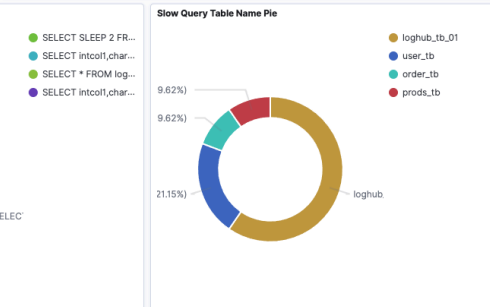 SELECT SLEEP 2 FR...
SELECT intcol1,char...
SELECT * FROM log...
SELECT intcol1,char...
ELEC
Slow Query Table Name Pie
loghub_tb_01
user_tb
order_tb
prods_tb
9.62%)
9.62%)
21.15%)
loghub